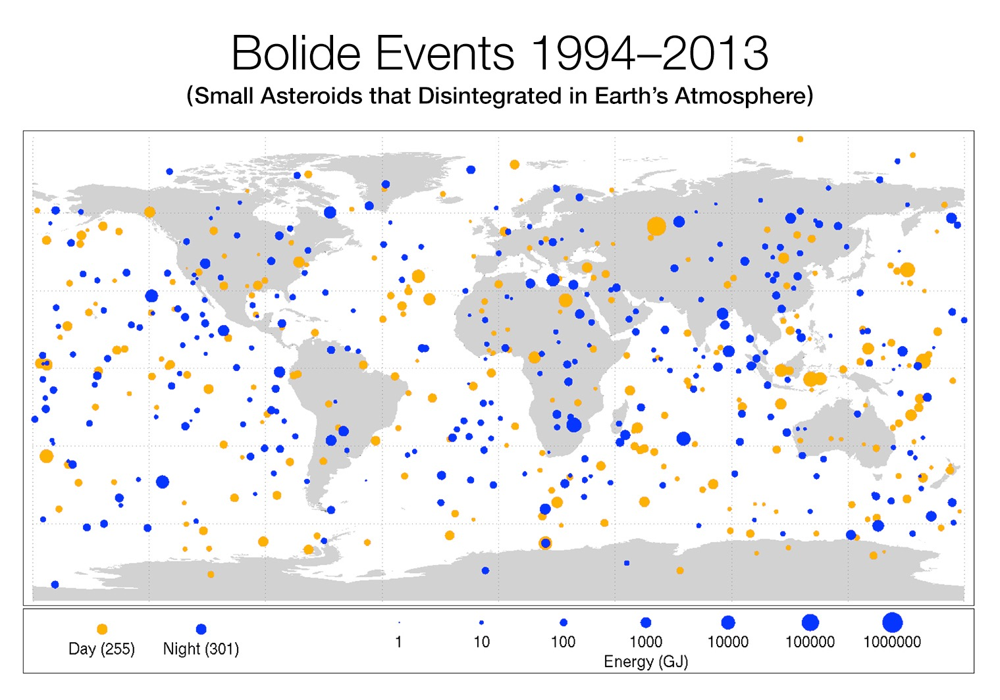 Bolide Events 1994–2013
(Small Asteroids that Disintegrated in Earth's Atmosphere)
Day (255) Night (301)
1 10 100 1000 10000 100000 1000000
Energy (GJ)